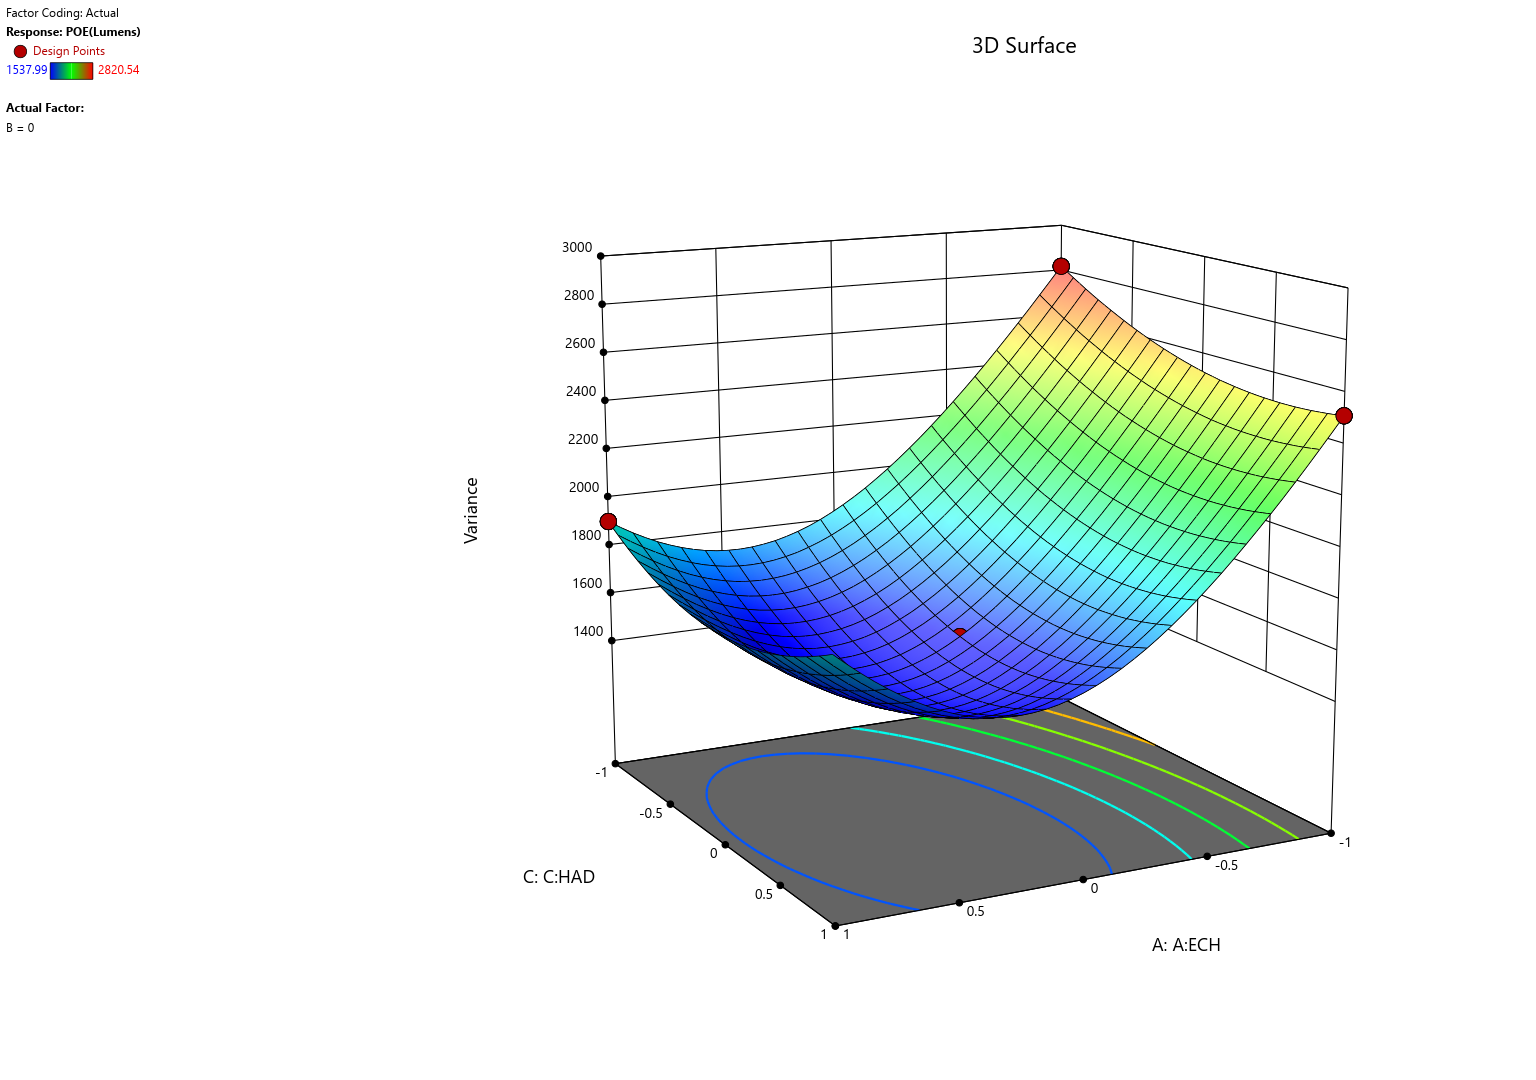 Factor Coding: Actual
3D Surface
Response: POE(Lumens)
Design Points
1537.99 2820.54
Actual Factor:
B = 0
3000
2800
2600
2400
2200
2000
1800
1600
1400
Variance
-1
-0.5
0
0.5
1
1
0.5
0
-0.5
-1
C: C:HAD
A: A:ECH